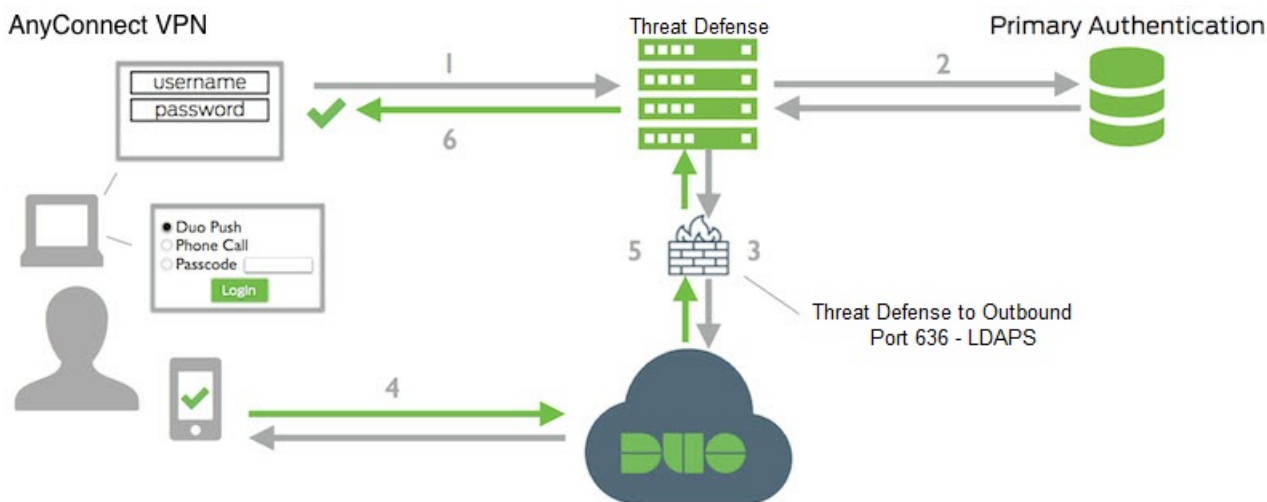 AnyConnect VPN
Threat Defense
Primary Authentication
username
password
1
2
6
Duo Push
Phone Call
Passcode
Login
5
3
Threat Defense to Outbound
Port 636 - LDAPS
4
DUO